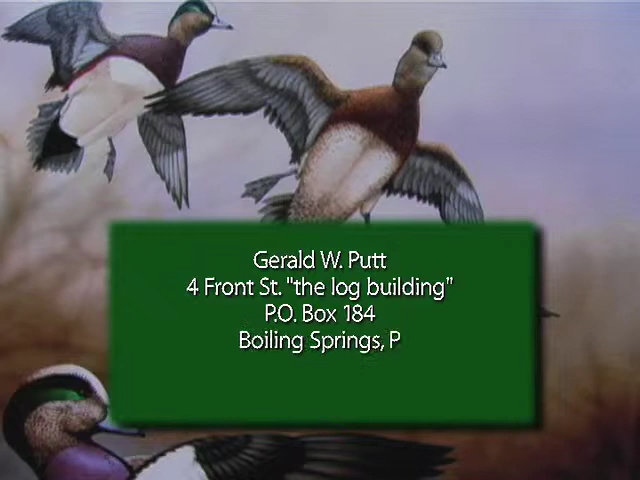 Gerald W. Putt
4 Front St. "the log building"
P.O. Box 184
Boiling Springs, P